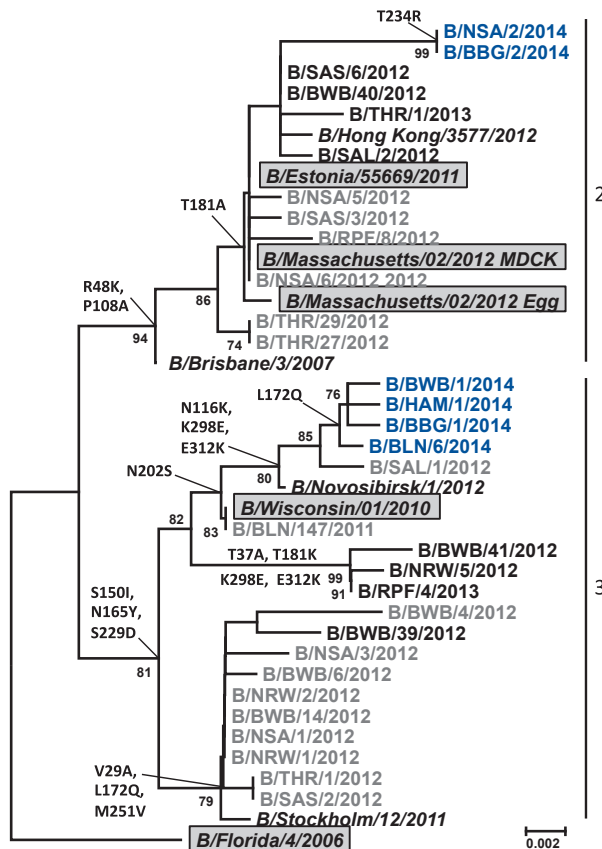 T234R
B/NSA/2/2014
99
B/BBG/2/2014
B/SAS/6/2012
B/BWB/40/2012
B/THR/1/2013
B/Hong Kong/3577/2012
B/SAL/2/2012
B/Estonia/55669/2011
2
T181A
B/NSA/5/2012
B/SAS/3/2012
B/RPF/8/2012
B/Massachusetts/02/2012 MDCK
B/NSA/6/2012 2012
R48K,
P108A
86
B/Massachusetts/02/2012 Egg
B/THR/29/2012
94
74
B/THR/27/2012
B/Brisbane/3/2007
B/BWB/1/2014
L172Q
76
B/HAM/1/2014
N116K,
K298E,
E312K
B/BBG/1/2014
85
B/BLN/6/2014
B/SAL/1/2012
N202S
80
B/Novosibirsk/1/2012
B/Wisconsin/01/2010
82
83
B/BLN/147/2011
T37A, T181K
B/BWB/41/2012
K298E, E312K
99
B/NRW/5/2012
91
B/RPF/4/2013
3
S150I,
N165Y,
S229D
B/BWB/4/2012
B/BWB/39/2012
81
B/NSA/3/2012
B/BWB/6/2012
B/NRW/2/2012
B/BWB/14/2012
B/NSA/1/2012
B/NRW/1/2012
V29A,
L172Q,
M251V
B/THR/1/2012
79
B/SAS/2/2012
B/Stockholm/12/2011
B/Florida/4/2006
0.002